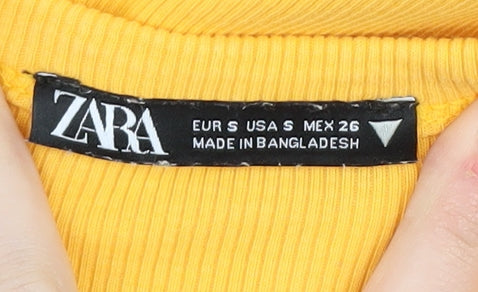 ZARA
EUR S USA S MEX 26
MADE IN BANGLADESH